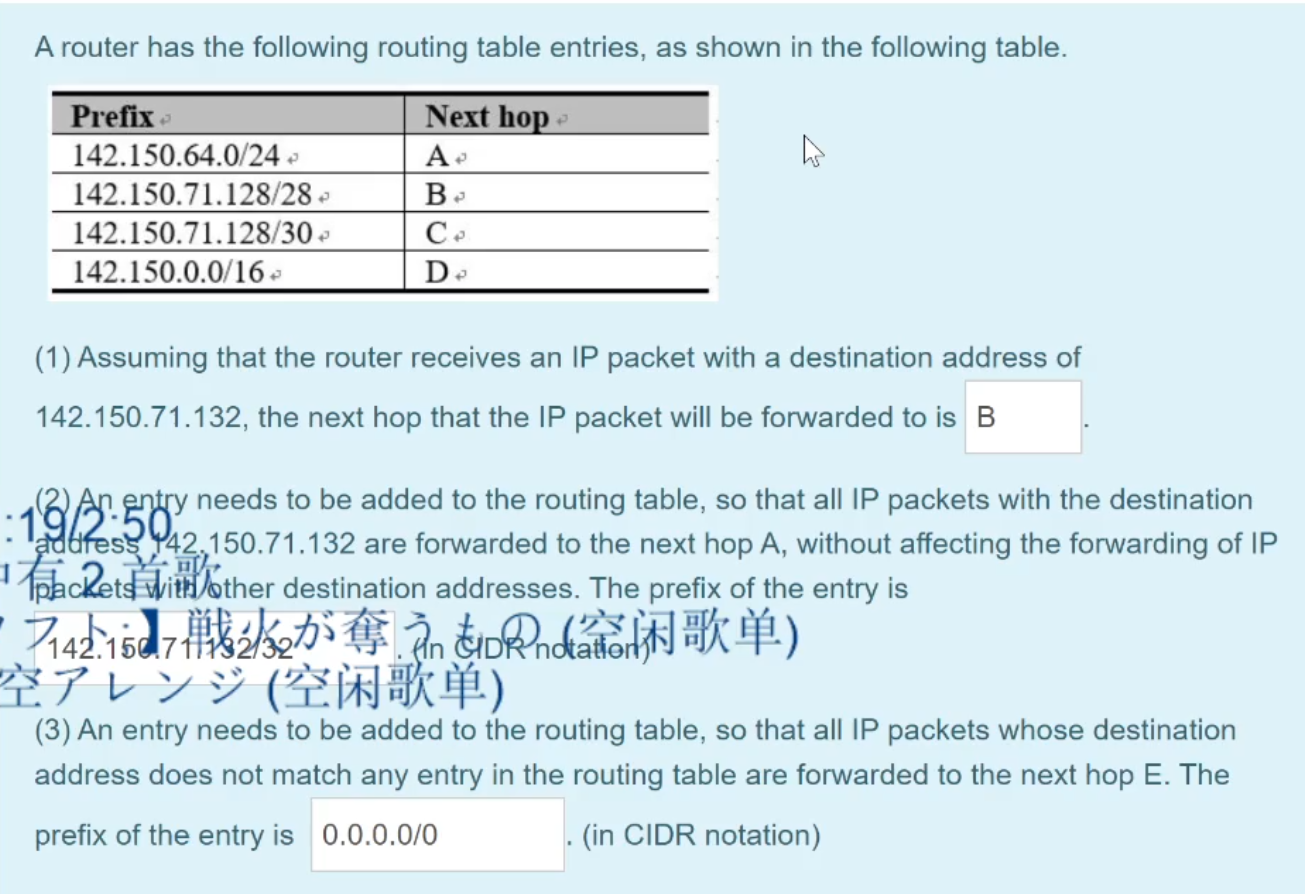 A router has the following routing table entries, as shown in the following table.
Prefix Next hop
142.150.64.0/24 A
142.150.71.128/28 B
142.150.71.128/30 C
142.150.0.0/16 D
(1) Assuming that the router receives an IP packet with a destination address of
142.150.71.132, the next hop that the IP packet will be forwarded to is B .
(2) An entry needs to be added to the routing table, so that all IP packets with the destination
:19/2:50
address 142.150.71.132 are forwarded to the next hop A, without affecting the forwarding of IP
有 2 首歌
packets with other destination addresses. The prefix of the entry is
フト:】戦火が奪うもの (空闲歌单)
142.150.71.132/32 . (in CIDR notation)
空アレンジ (空闲歌单)
(3) An entry needs to be added to the routing table, so that all IP packets whose destination
address does not match any entry in the routing table are forwarded to the next hop E. The
prefix of the entry is 0.0.0.0/0 . (in CIDR notation)